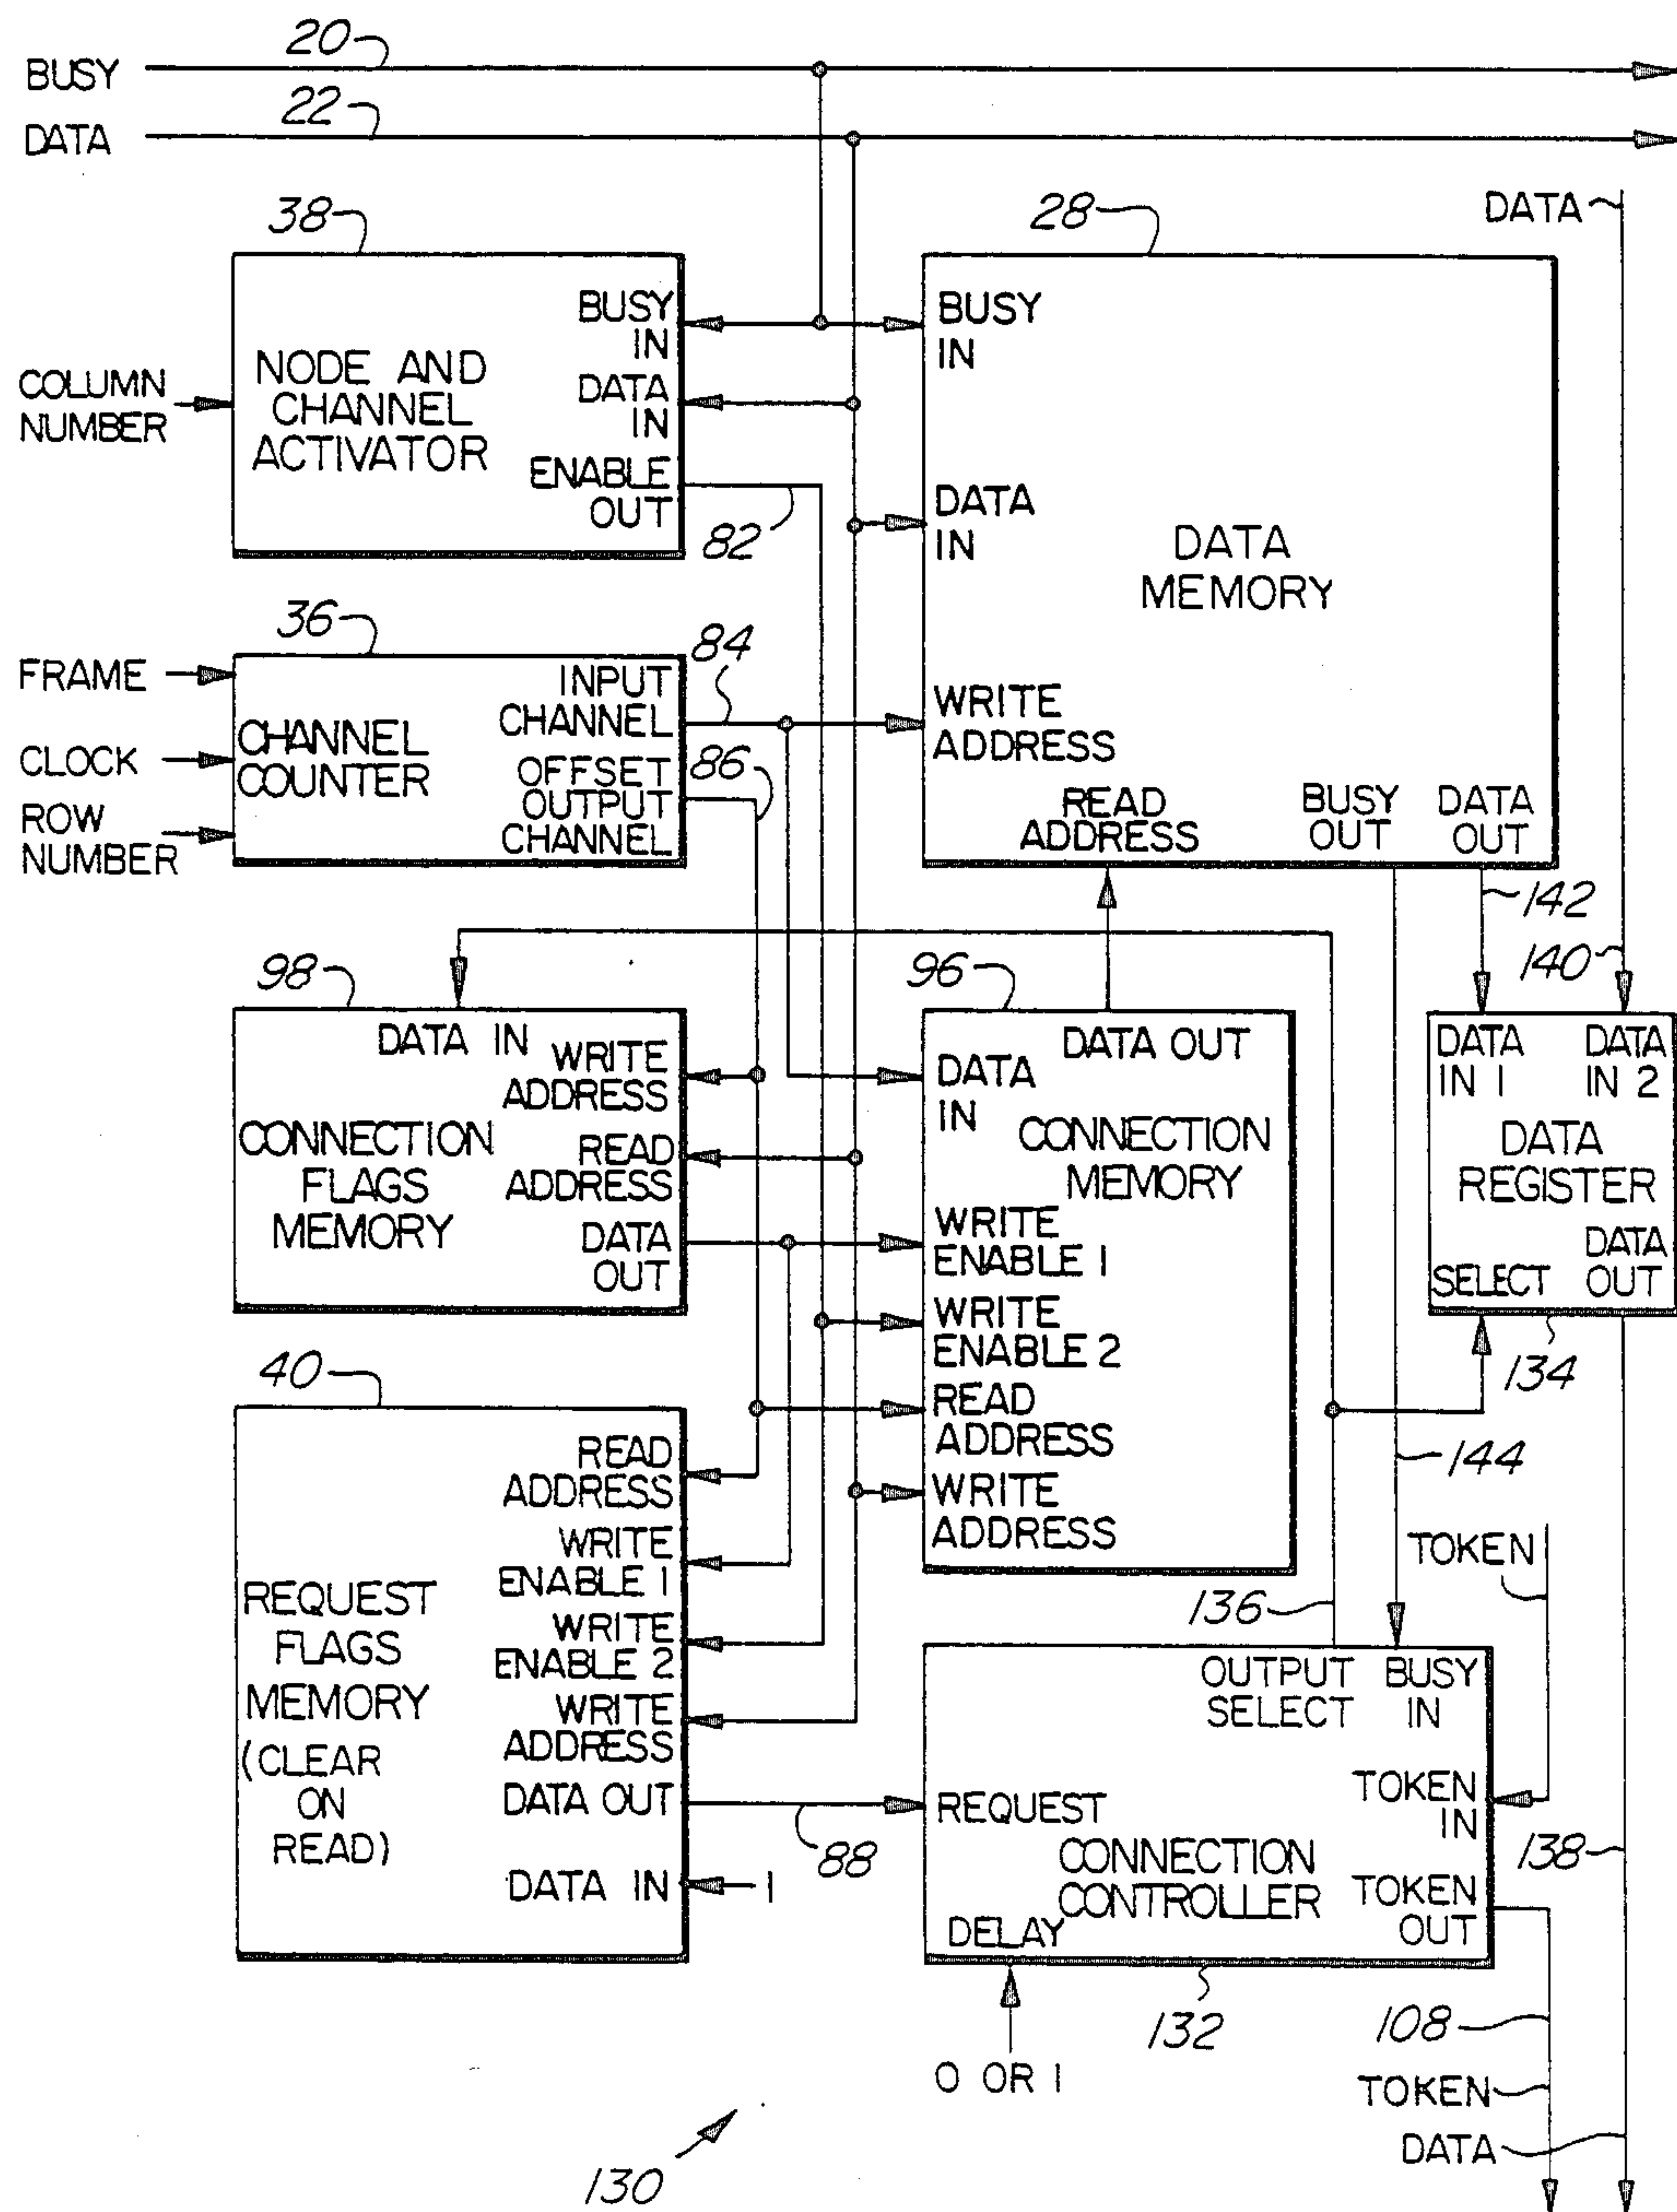 20
BUSY
22
DATA
38
28
DATA
BUSY
IN
DATA
IN
ENABLE
OUT
NODE AND
CHANNEL
ACTIVATOR
COLUMN
NUMBER
82
BUSY
IN
DATA
IN
DATA
MEMORY
WRITE
ADDRESS
READ
ADDRESS
BUSY
OUT
DATA
OUT
36
84
FRAME
CLOCK
ROW
NUMBER
INPUT
CHANNEL
CHANNEL
COUNTER
OFFSET
OUTPUT
CHANNEL
86
142
140
98
96
DATA IN
WRITE
ADDRESS
CONNECTION
FLAGS
MEMORY
READ
ADDRESS
DATA
OUT
DATA OUT
DATA
IN
CONNECTION
MEMORY
WRITE
ENABLE 1
WRITE
ENABLE 2
READ
ADDRESS
WRITE
ADDRESS
DATA
IN 1
DATA
IN 2
DATA
REGISTER
SELECT
DATA
OUT
134
40
READ
ADDRESS
WRITE
ENABLE 1
WRITE
ENABLE 2
WRITE
ADDRESS
DATA OUT
DATA IN
1
REQUEST
FLAGS
MEMORY
(CLEAR
ON
READ)
88
144
TOKEN
136
OUTPUT
SELECT
BUSY
IN
REQUEST
TOKEN
IN
CONNECTION
CONTROLLER
TOKEN
OUT
DELAY
138
132
0 OR 1
108
TOKEN
DATA
130